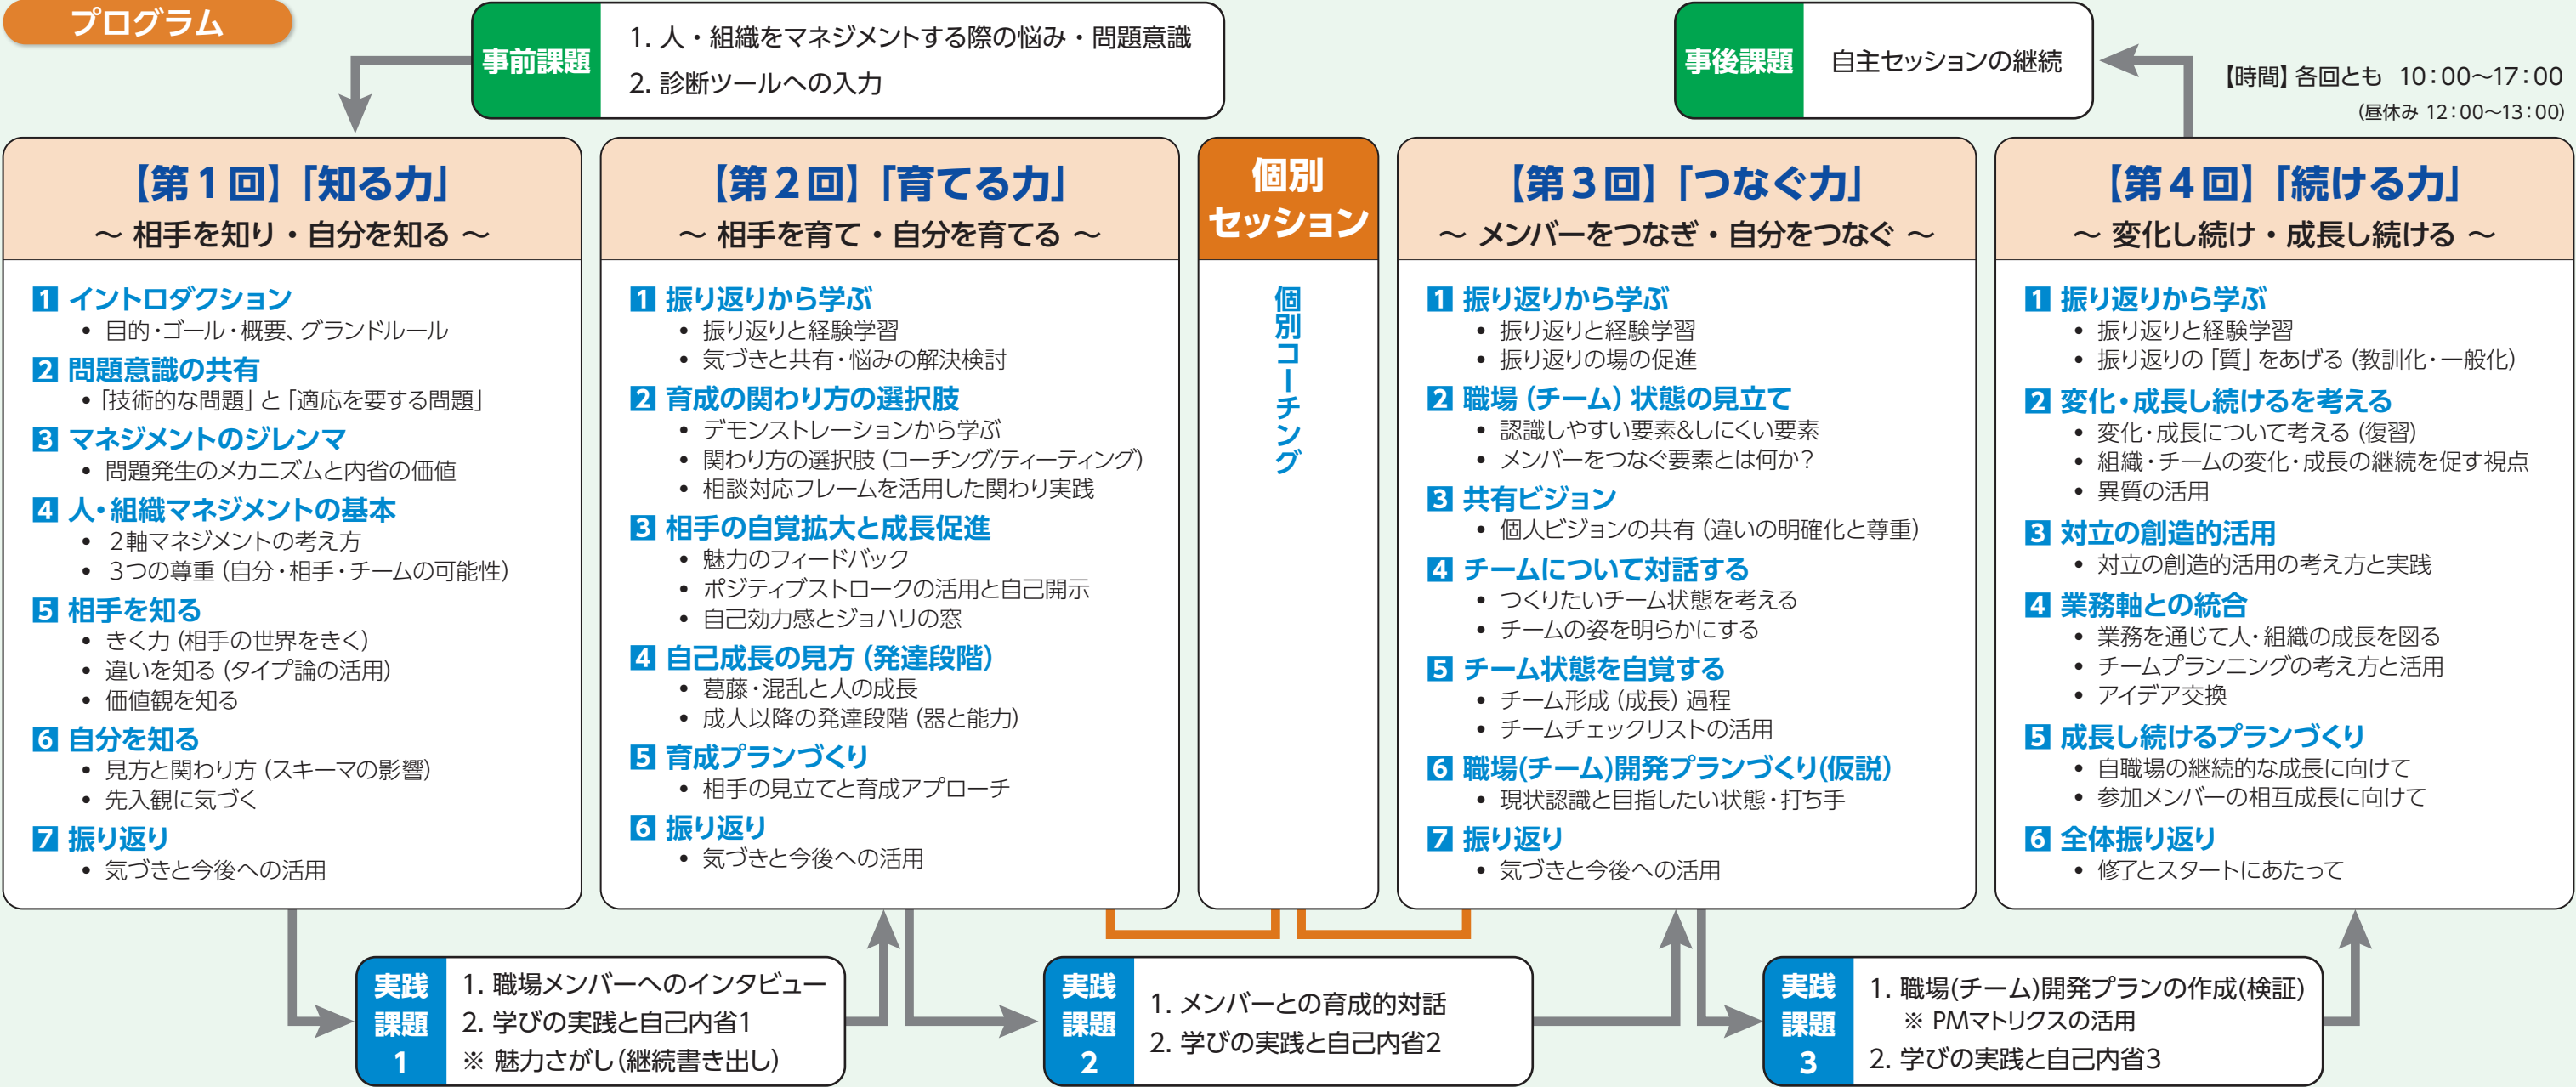 プログラム
事前課題
1. 人・組織をマネジメントする際の悩み・問題意識
2. 診断ツールへの入力
事後課題
自主セッションの継続
【時間】各回とも 10：00～17：00
(昼休み 12：00～13：00)
【第1回】「知る力」
～ 相手を知り・自分を知る ～
1 イントロダクション
• 目的・ゴール・概要、グランドルール
2 問題意識の共有
•「技術的な問題」と「適応を要する問題」
3 マネジメントのジレンマ
• 問題発生のメカニズムと内省の価値
4 人・組織マネジメントの基本
• 2軸マネジメントの考え方
• 3つの尊重（自分・相手・チームの可能性）
5 相手を知る
• きく力（相手の世界をきく）
• 違いを知る（タイプ論の活用）
• 価値観を知る
6 自分を知る
• 見方と関わり方（スキーマの影響）
• 先入観に気づく
7 振り返り
• 気づきと今後への活用
【第2回】「育てる力」
～ 相手を育て・自分を育てる ～
1 振り返りから学ぶ
• 振り返りと経験学習
• 気づきと共有・悩みの解決検討
2 育成の関わり方の選択肢
• デモンストレーションから学ぶ
• 関わり方の選択肢（コーチング/ティーティング）
• 相談対応フレームを活用した関わり実践
3 相手の自覚拡大と成長促進
• 魅力のフィードバック
• ポジティブストロークの活用と自己開示
• 自己効力感とジョハリの窓
4 自己成長の見方（発達段階）
• 葛藤・混乱と人の成長
• 成人以降の発達段階（器と能力）
5 育成プランづくり
• 相手の見立てと育成アプローチ
6 振り返り
• 気づきと今後への活用
個別
セッション
個別コーチング
【第3回】「つなぐ力」
～ メンバーをつなぎ・自分をつなぐ ～
1 振り返りから学ぶ
• 振り返りと経験学習
• 振り返りの場の促進
2 職場（チーム）状態の見立て
• 認識しやすい要素&しにくい要素
• メンバーをつなぐ要素とは何か？
3 共有ビジョン
• 個人ビジョンの共有（違いの明確化と尊重）
4 チームについて対話する
• つくりたいチーム状態を考える
• チームの姿を明らかにする
5 チーム状態を自覚する
• チーム形成（成長）過程
• チームチェックリストの活用
6 職場(チーム)開発プランづくり(仮説）
• 現状認識と目指したい状態・打ち手
7 振り返り
• 気づきと今後への活用
【第4回】「続ける力」
～ 変化し続け・成長し続ける ～
1 振り返りから学ぶ
• 振り返りと経験学習
• 振り返りの「質」をあげる（教訓化・一般化）
2 変化・成長し続けるを考える
• 変化・成長について考える（復習）
• 組織・チームの変化・成長の継続を促す視点
• 異質の活用
3 対立の創造的活用
• 対立の創造的活用の考え方と実践
4 業務軸との統合
• 業務を通じて人・組織の成長を図る
• チームプランニングの考え方と活用
• アイデア交換
5 成長し続けるプランづくり
• 自職場の継続的な成長に向けて
• 参加メンバーの相互成長に向けて
6 全体振り返り
• 修了とスタートにあたって
実践
課題
1
1. 職場メンバーへのインタビュー
2. 学びの実践と自己内省1
※ 魅力さがし（継続書き出し）
実践
課題
2
1. メンバーとの育成的対話
2. 学びの実践と自己内省2
実践
課題
3
1. 職場(チーム)開発プランの作成(検証)
※ PMマトリクスの活用
2. 学びの実践と自己内省3